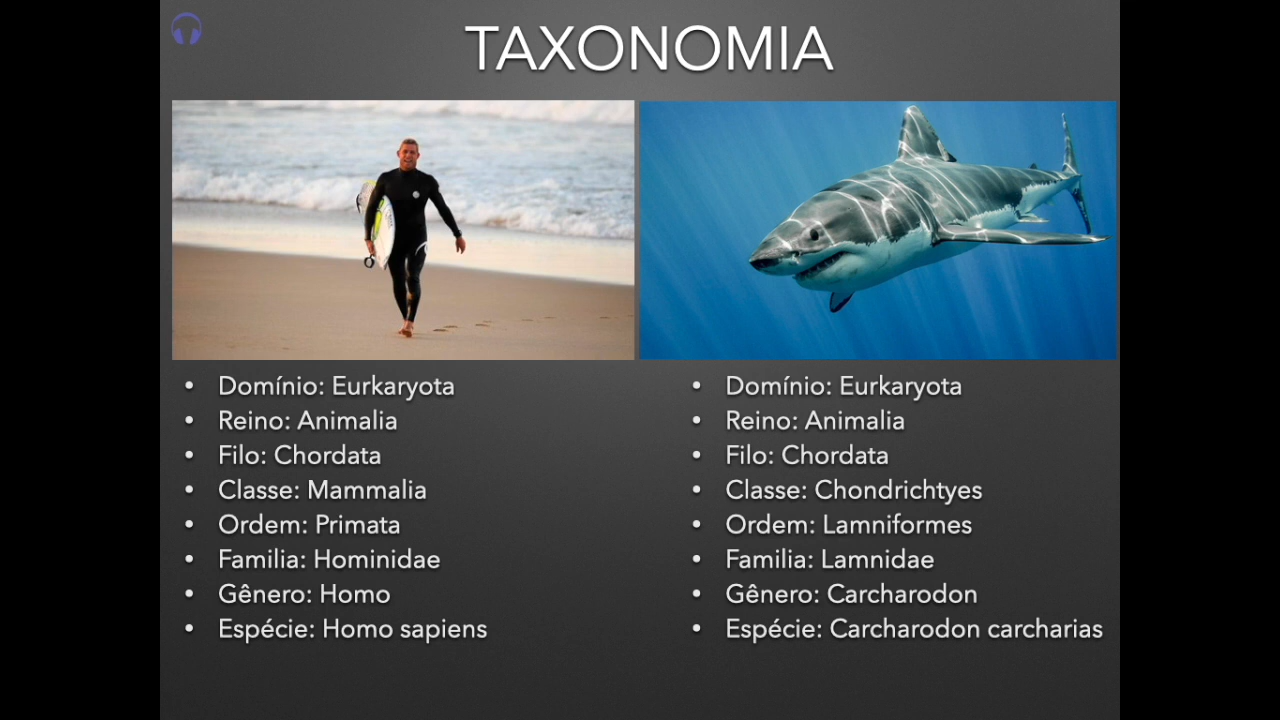 TAXONOMIA
• Domínio: Eurkaryota
• Reino: Animalia
• Filo: Chordata
• Classe: Mammalia
• Ordem: Primata
• Familia: Hominidae
• Gênero: Homo
• Espécie: Homo sapiens
• Domínio: Eurkaryota
• Reino: Animalia
• Filo: Chordata
• Classe: Chondrichtyes
• Ordem: Lamniformes
• Familia: Lamnidae
• Gênero: Carcharodon
• Espécie: Carcharodon carcharias